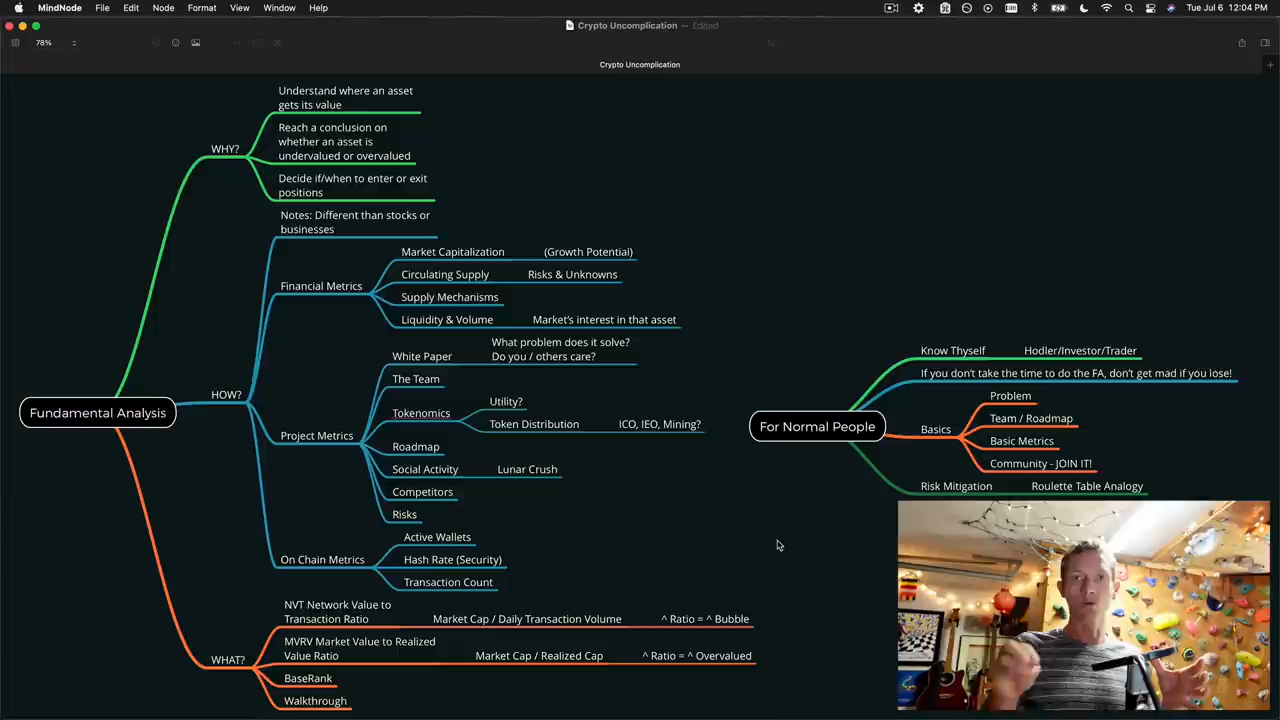 MindNode File Edit Node Format View Window Help
Tue Jul 6 12:04 PM
Crypto Uncomplication — Edited
78%
Crypto Uncomplication
Fundamental Analysis
WHY?
Understand where an asset
gets its value
Reach a conclusion on
whether an asset is
undervalued or overvalued
Decide if/when to enter or exit
positions
HOW?
Notes: Different than stocks or
businesses
Financial Metrics
Market Capitalization (Growth Potential)
Circulating Supply Risks & Unknowns
Supply Mechanisms
Liquidity & Volume Market's interest in that asset
Project Metrics
White Paper
What problem does it solve?
Do you / others care?
The Team
Tokenomics
Utility?
Token Distribution ICO, IEO, Mining?
Roadmap
Social Activity Lunar Crush
Competitors
Risks
On Chain Metrics
Active Wallets
Hash Rate (Security)
Transaction Count
WHAT?
NVT Network Value to
Transaction Ratio
Market Cap / Daily Transaction Volume ^ Ratio = ^ Bubble
MVRV Market Value to Realized
Value Ratio
Market Cap / Realized Cap ^ Ratio = ^ Overvalued
BaseRank
Walkthrough
For Normal People
Know Thyself Hodler/Investor/Trader
If you don't take the time to do the FA, don't get mad if you lose!
Basics
Problem
Team / Roadmap
Basic Metrics
Community - JOIN IT!
Risk Mitigation Roulette Table Analogy